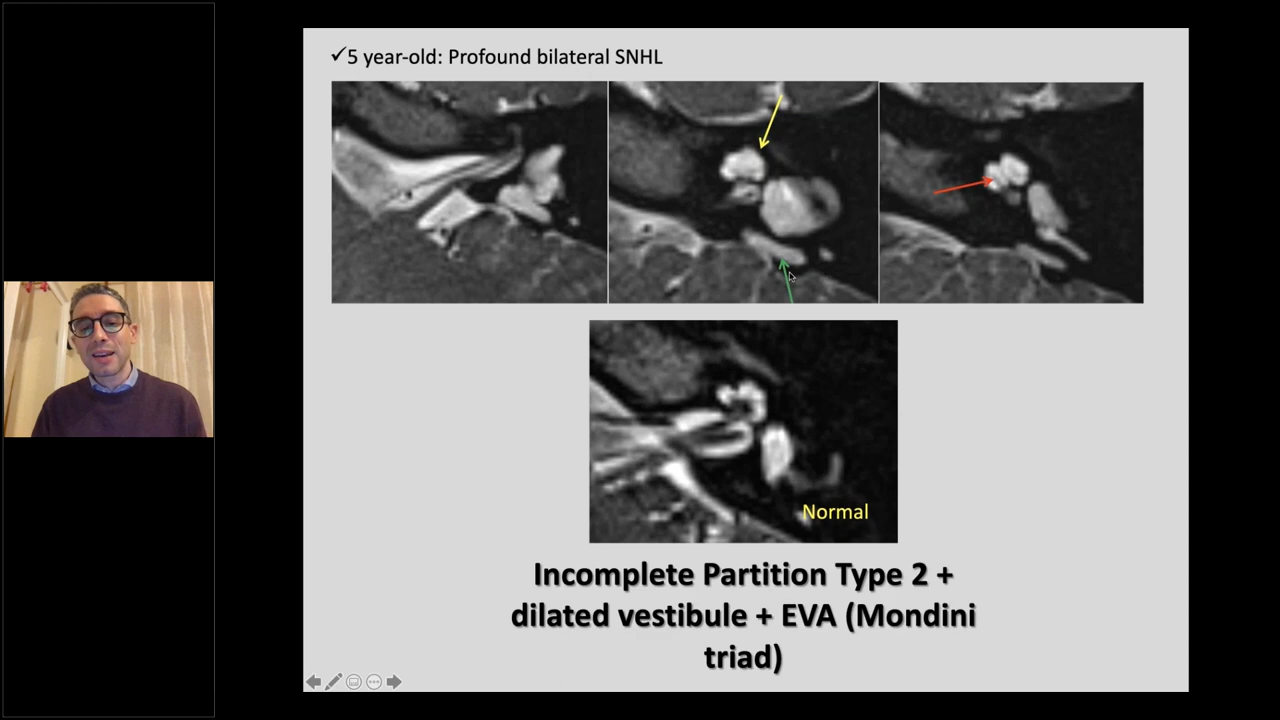 ✓5 year-old: Profound bilateral SNHL
Normal
Incomplete Partition Type 2 +
dilated vestibule + EVA (Mondini
triad)